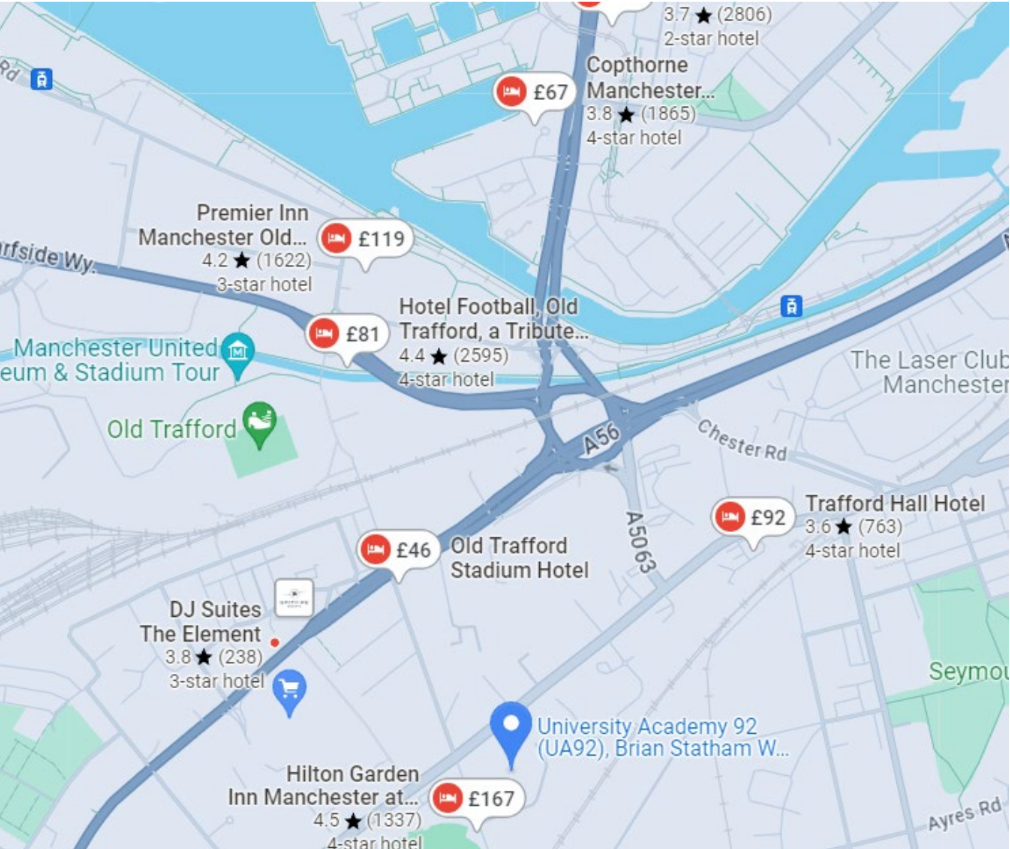 3.7 ★ (2806)
2-star hotel
Rd
Copthorne
Manchester...
3.8 ★ (1865)
4-star hotel
£67
Premier Inn
Manchester Old...
4.2 ★ (1622)
3-star hotel
£119
arfside Wy.
Hotel Football, Old
Trafford, a Tribute...
4.4 ★ (2595)
4-star hotel
£81
Manchester United
eum & Stadium Tour
The Laser Club
Manchester
Old Trafford
A56
Chester Rd
A5063
Trafford Hall Hotel
3.6 ★ (763)
4-star hotel
£92
£46
Old Trafford
Stadium Hotel
DJ Suites
The Element
3.8 ★ (238)
3-star hotel
Seymou
University Academy 92
(UA92), Brian Statham W...
Hilton Garden
Inn Manchester at...
4.5 ★ (1337)
4-star hotel
£167
Ayres Rd